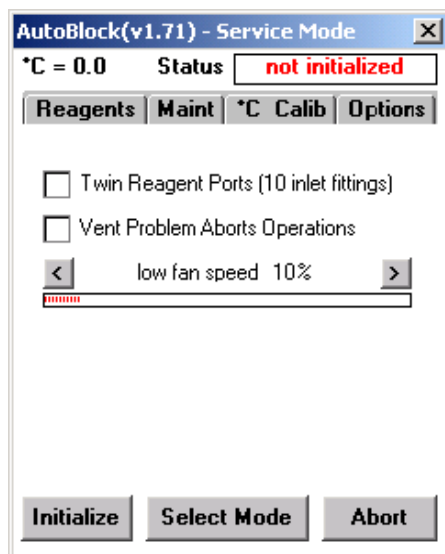 AutoBlock(v1.71) - Service Mode
°C = 0.0 Status not initialized
Reagents Maint °C Calib Options
Twin Reagent Ports (10 inlet fittings)
Vent Problem Aborts Operations
< low fan speed 10% >
Initialize Select Mode Abort